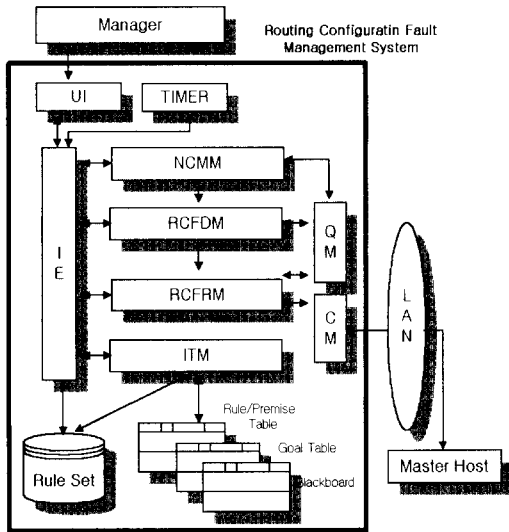 Manager
Routing Configuratin Fault
Management System
UI
TIMER
NCMM
RCFDM
RCFRM
ITM
I
E
Q
M
C
M
L
A
N
Rule/Premise
Table
Goal Table
Blackboard
Rule Set
Master Host